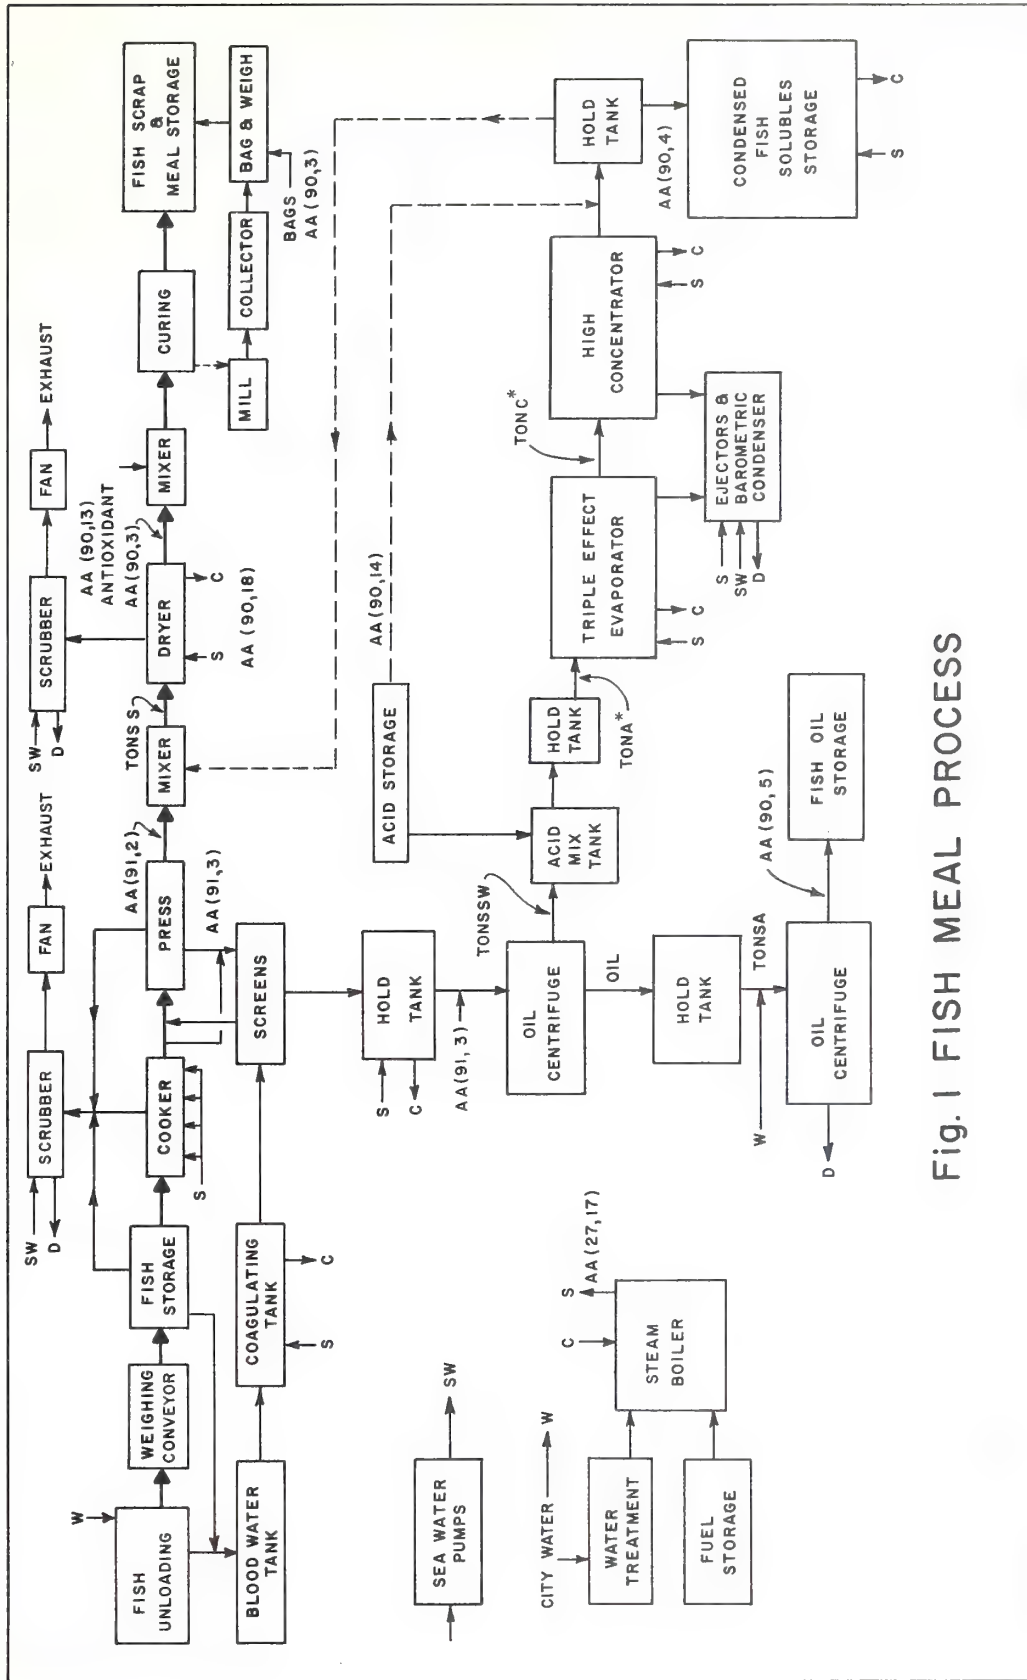 SW
D
SCRUBBER
FAN
EXHAUST
SW
D
SCRUBBER
FAN
EXHAUST
W
FISH
UNLOADING
WEIGHING
CONVEYOR
FISH
STORAGE
COOKER
S
PRESS
AA(91,2)
AA(91,3)
MIXER
TONS S
DRYER
S
C
AA(90,18)
AA(90,13)
ANTIOXIDANT
AA(90,3)
MIXER
CURING
FISH SCRAP
&
MEAL STORAGE
MILL
COLLECTOR
BAG & WEIGH
BAGS
AA(90,3)
BLOOD WATER
TANK
COAGULATING
TANK
S
C
SCREENS
HOLD
TANK
S
C
AA(91,3)
ACID STORAGE
AA(90,14)
SEA WATER
PUMPS
SW
OIL
CENTRIFUGE
TONSSW
ACID
MIX
TANK
HOLD
TANK
TONA*
TRIPLE EFFECT
EVAPORATOR
S
C
TONC*
HIGH
CONCENTRATOR
S
C
HOLD
TANK
AA(90,4)
CONDENSED
FISH
SOLUBLES
STORAGE
S
C
S
SW
D
EJECTORS &
BAROMETRIC
CONDENSER
OIL
HOLD
TANK
W
TONSA
OIL
CENTRIFUGE
D
AA(90,5)
FISH OIL
STORAGE
CITY WATER
W
WATER
TREATMENT
FUEL
STORAGE
STEAM
BOILER
C
S
AA(27,17)
Fig. 1 FISH MEAL PROCESS